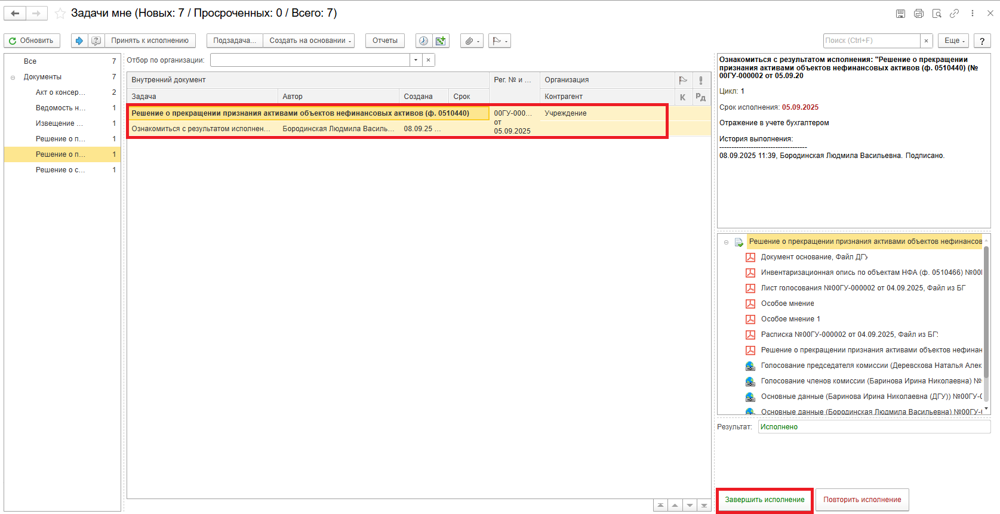 Задачи мне (Новых: 7 / Просроченных: 0 / Всего: 7)
Обновить
Принять к исполнению
Подзадача...
Создать на основании
Отчеты
Поиск (Ctrl+F)
×
Еще
?
Все 7
Документы 7
Акт о консер... 2
Ведомость н... 1
Извещение ... 1
Решение о п... 1
Решение о п... 1
Решение о с... 1
Отбор по организации:
Внутренний документ
Рег. № и ...
Организация
Задача
Автор
Создана
Срок
Контрагент
К
Рд
Решение о прекращении признания активами объектов нефинансовых активов (ф. 0510440)
00ГУ-000...
от
05.09.2025
Учреждение
Ознакомиться с результатом исполнен...
Бородинская Людмила Василь...
08.09.25 ...
Ознакомиться с результатом исполнения: "Решение о прекращении
признания активами объектов нефинансовых активов (ф. 0510440) (№
00ГУ-000002 от 05.09.20
Цикл: 1
Срок исполнения: 05.09.2025
Отражение в учете бухгалтером
История выполнения:
------------------------------------
08.09.2025 11:39, Бородинская Людмила Васильевна. Подписано.
Решение о прекращении признания активами объектов нефинансов
Документ основание, Файл ДГУ
Инвентаризационная опись по объектам НФА (ф. 0510466) №00
Лист голосования №00ГУ-000002 от 04.09.2025, Файл из БГ
Особое мнение
Особое мнение 1
Расписка №00ГУ-000002 от 04.09.2025, Файл из БГ
Решение о прекращении признания активами объектов нефинан
Голосование председателя комиссии (Деревскова Наталья Алек
Голосование членов комиссии (Баринова Ирина Николаевна) №
Основные данные (Баринова Ирина Николаевна (ДГУ)) №00ГУ-0
Основные данные (Бородинская Людмила Васильевна) №00ГУ-
Результат: Исполнено
Завершить исполнение
Повторить исполнение